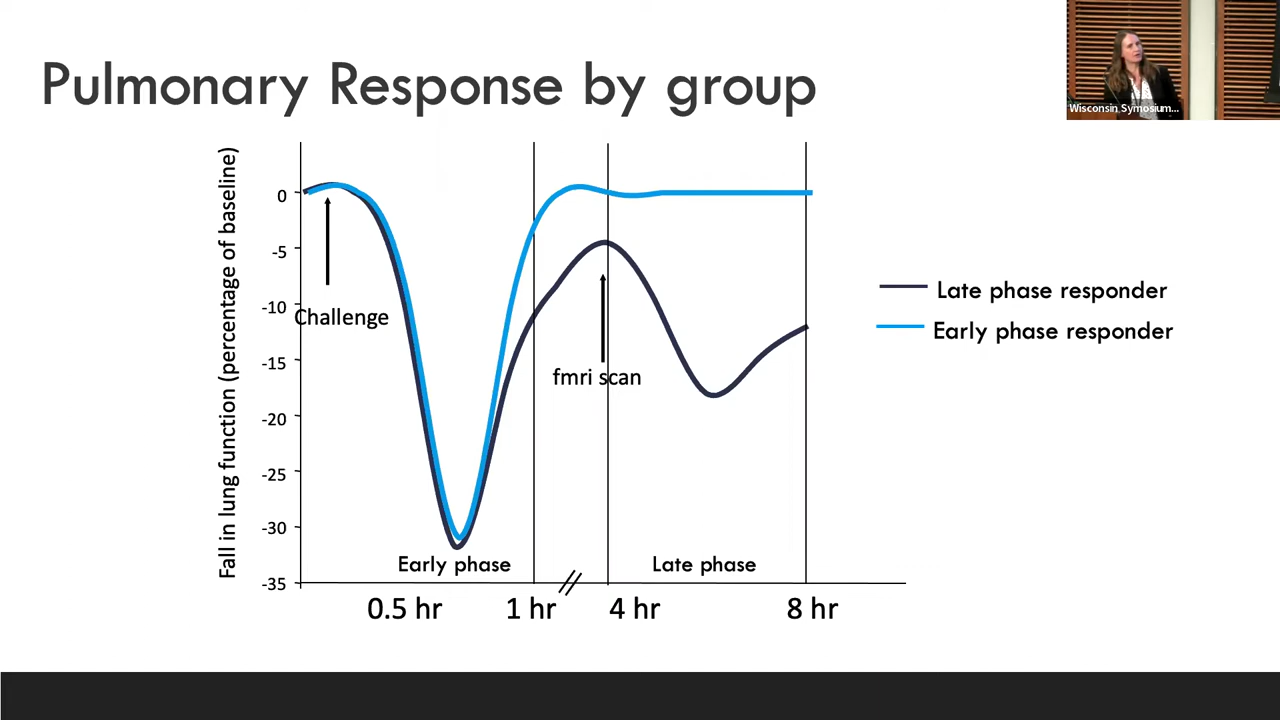 Pulmonary Response by group
Wisconsin Symosium...
Fall in lung function (percentage of baseline)
0
-5
-10
-15
-20
-25
-30
-35
Challenge
fmri scan
Early phase
Late phase
0.5 hr
1 hr
4 hr
8 hr
Late phase responder
Early phase responder